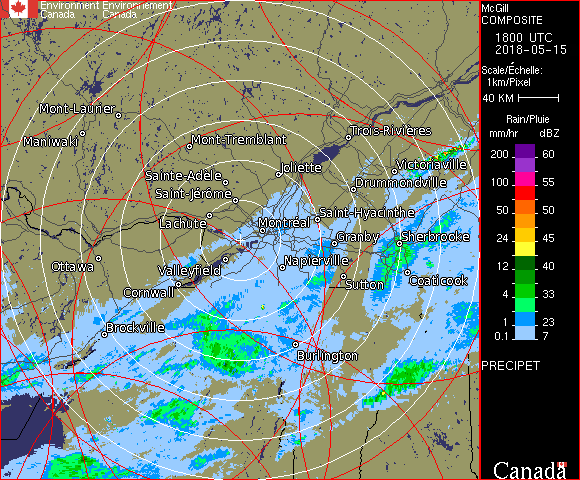 Environment Environnement
Canada Canada
McGill
COMPOSITE
1800 UTC
2018-05-15
Scale/Échelle:
1km/Pixel
40 KM
Rain/Pluie
mm/hr dBZ
200 60
100 55
50 50
24 45
12 40
4 33
1 23
0.1 7
PRECIPET
Canada
Mont-Laurier
Maniwaki
Mont-Tremblant
Trois-Rivières
Sainte-Adèle
Joliette
Victoriaville
Saint-Jérôme
Drummondville
Lachute
Montréal
Saint-Hyacinthe
Granby
Sherbrooke
Ottawa
Valleyfield
Napierville
Coaticook
Cornwall
Sutton
Brockville
Burlington